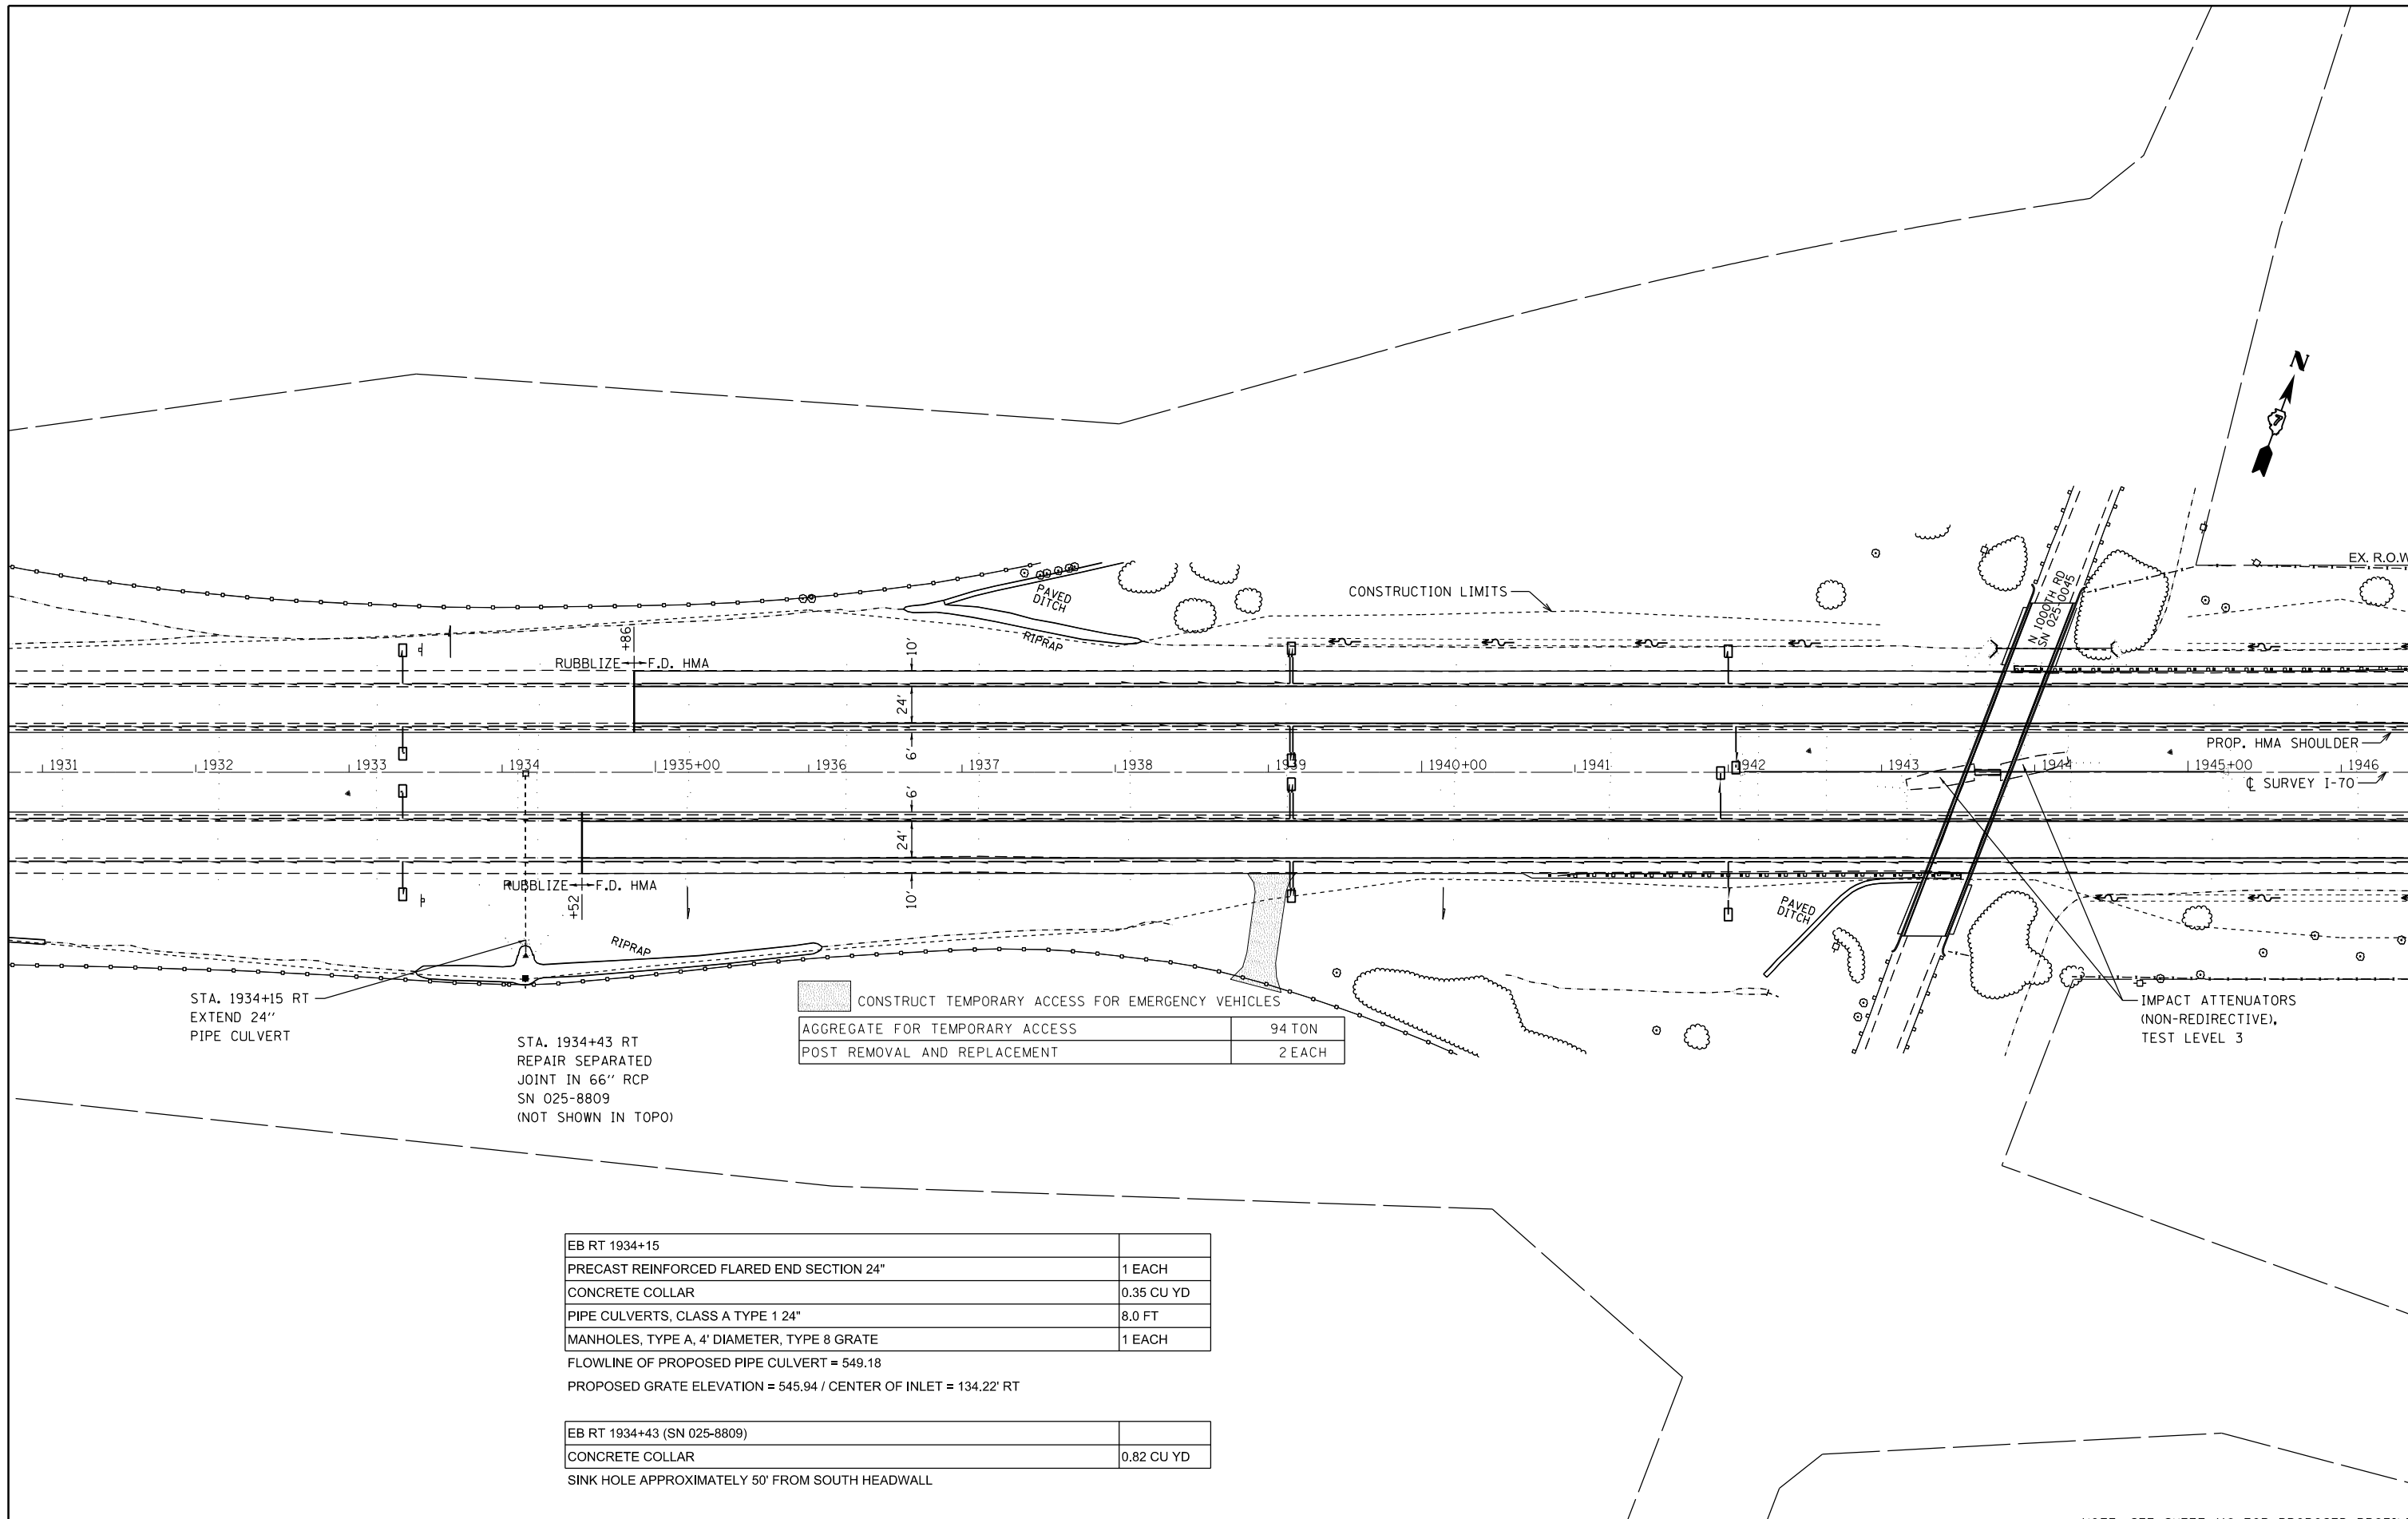 N
7
EX. R.O.W
CONSTRUCTION LIMITS
N 1000TH RD
SN 025-0045
PAVED
DITCH
RIPRAP
+86
RUBBLIZE
F.D. HMA
10'
24'
6'
PROP. HMA SHOULDER
1931
1932
1933
1934
1935+00
1936
1937
1938
1939
1940+00
1941
1942
1943
1944
1945+00
1946
℄ SURVEY I-70
6'
24'
10'
RUBBLIZE
F.D. HMA
+52
PAVED
DITCH
RIPRAP
STA. 1934+15 RT
EXTEND 24''
PIPE CULVERT
CONSTRUCT TEMPORARY ACCESS FOR EMERGENCY VEHICLES
AGGREGATE FOR TEMPORARY ACCESS 94 TON
POST REMOVAL AND REPLACEMENT 2 EACH
IMPACT ATTENUATORS
(NON-REDIRECTIVE),
TEST LEVEL 3
STA. 1934+43 RT
REPAIR SEPARATED
JOINT IN 66'' RCP
SN 025-8809
(NOT SHOWN IN TOPO)
EB RT 1934+15
PRECAST REINFORCED FLARED END SECTION 24" 1 EACH
CONCRETE COLLAR 0.35 CU YD
PIPE CULVERTS, CLASS A TYPE 1 24" 8.0 FT
MANHOLES, TYPE A, 4' DIAMETER, TYPE 8 GRATE 1 EACH
FLOWLINE OF PROPOSED PIPE CULVERT = 549.18
PROPOSED GRATE ELEVATION = 545.94 / CENTER OF INLET = 134.22' RT
EB RT 1934+43 (SN 025-8809)
CONCRETE COLLAR 0.82 CU YD
SINK HOLE APPROXIMATELY 50' FROM SOUTH HEADWALL